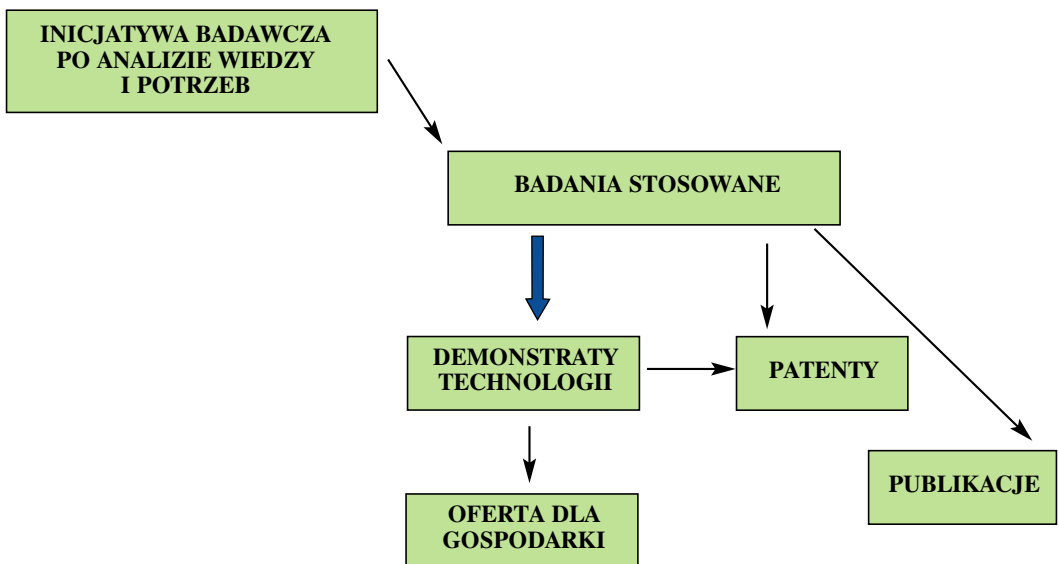 INICJATYWA BADAWCZA
PO ANALIZIE WIEDZY
I POTRZEB
BADANIA STOSOWANE
DEMONSTRATY
TECHNOLOGII
PATENTY
PUBLIKACJE
OFERTA DLA
GOSPODARKI